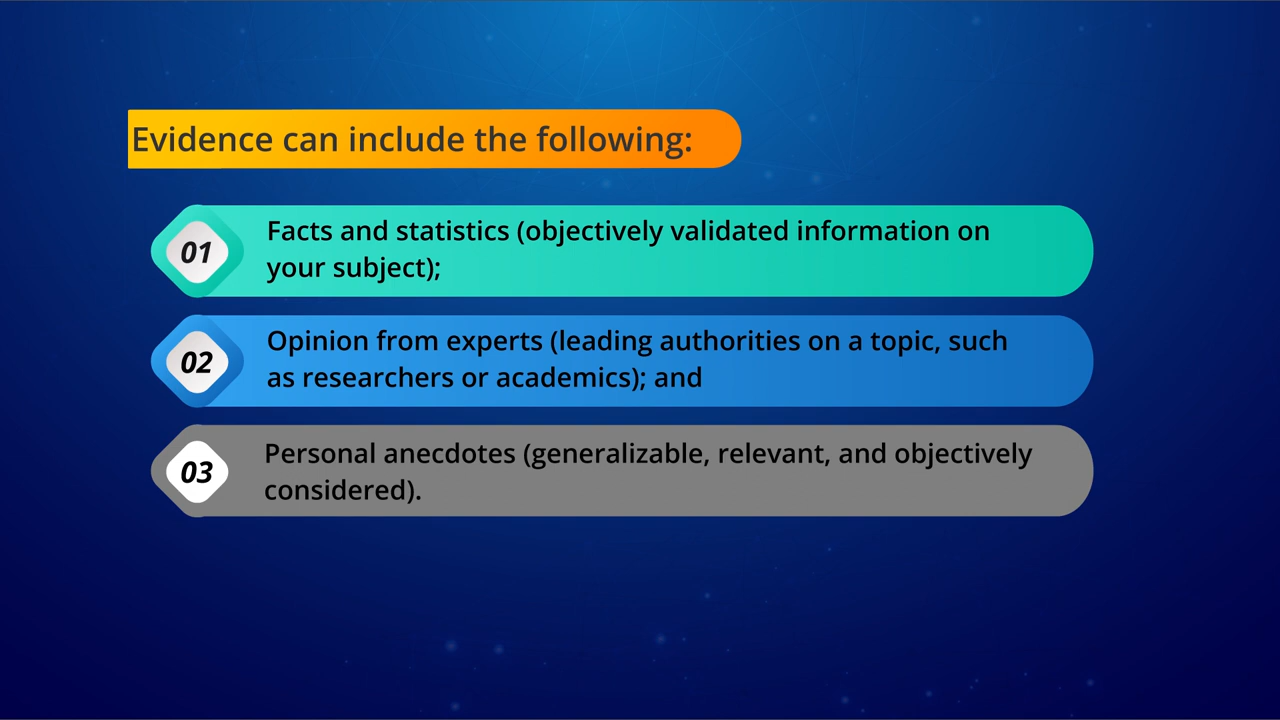 Evidence can include the following:
01
Facts and statistics (objectively validated information on
your subject);
02
Opinion from experts (leading authorities on a topic, such
as researchers or academics); and
03
Personal anecdotes (generalizable, relevant, and objectively
considered).